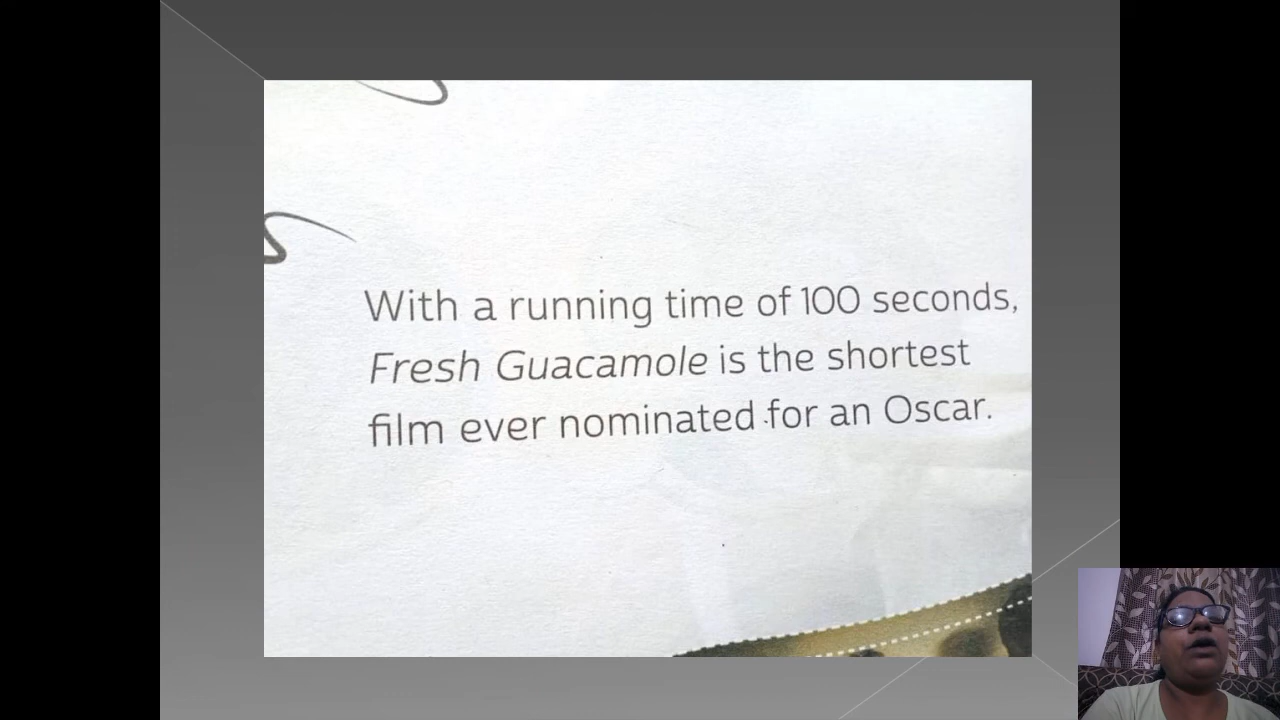 With a running time of 100 seconds,
Fresh Guacamole is the shortest
film ever nominated for an Oscar.